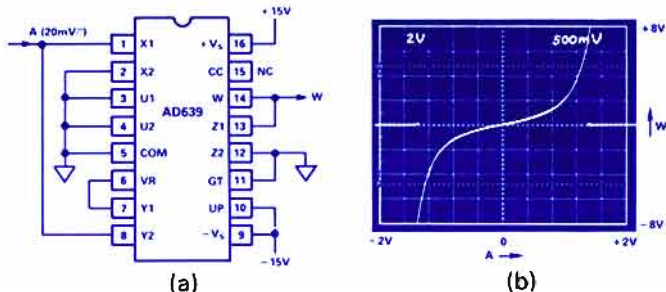 A (20mV/°)
+15V
1 X1 +Vs 16
2 X2 CC 15 NC
3 U1 W 14 W
4 U2 AD639 Z1 13
5 COM Z2 12
6 VR GT 11
7 Y1 UP 10
8 Y2 -Vs 9
-15V
(a)
2V 500mV
+8V
W
-8V
-2V 0 +2V
A
(b)